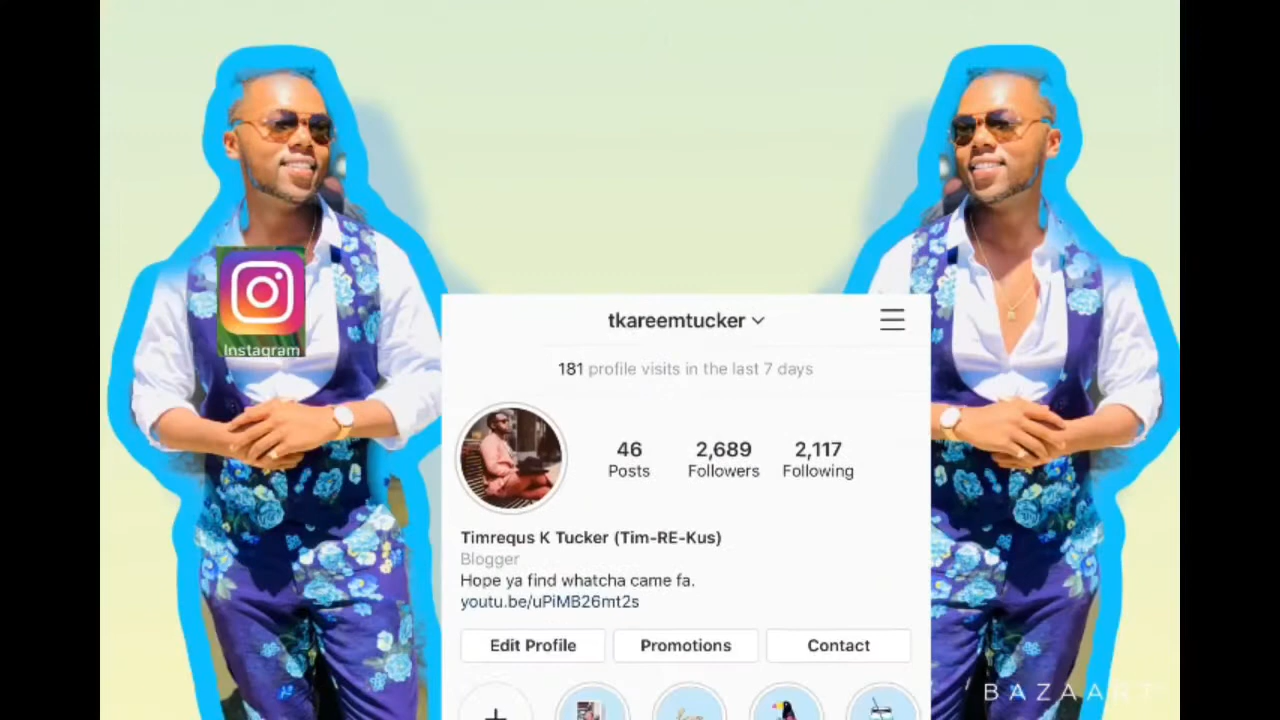 Instagram
tkareemtucker
181 profile visits in the last 7 days
46 2,689 2,117
Posts Followers Following
Timrequs K Tucker (Tim-RE-Kus)
Blogger
Hope ya find whatcha came fa.
youtu.be/uPiMB26mt2s
Edit Profile Promotions Contact
BAZAART